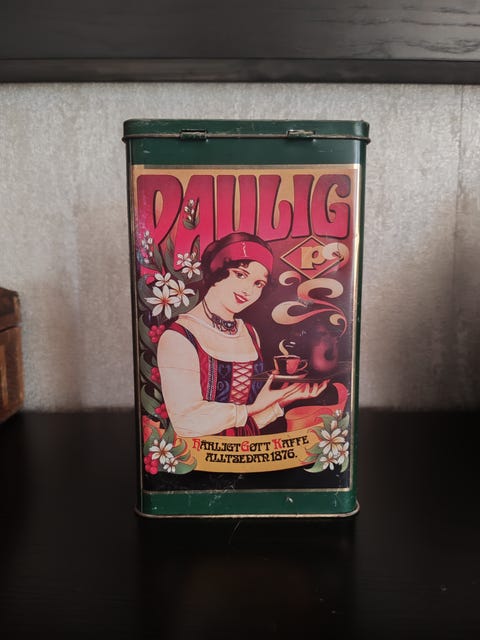 PAULIG
P
HÄRLIGT GOTT KAFFE
ALLTSEDAN 1876.